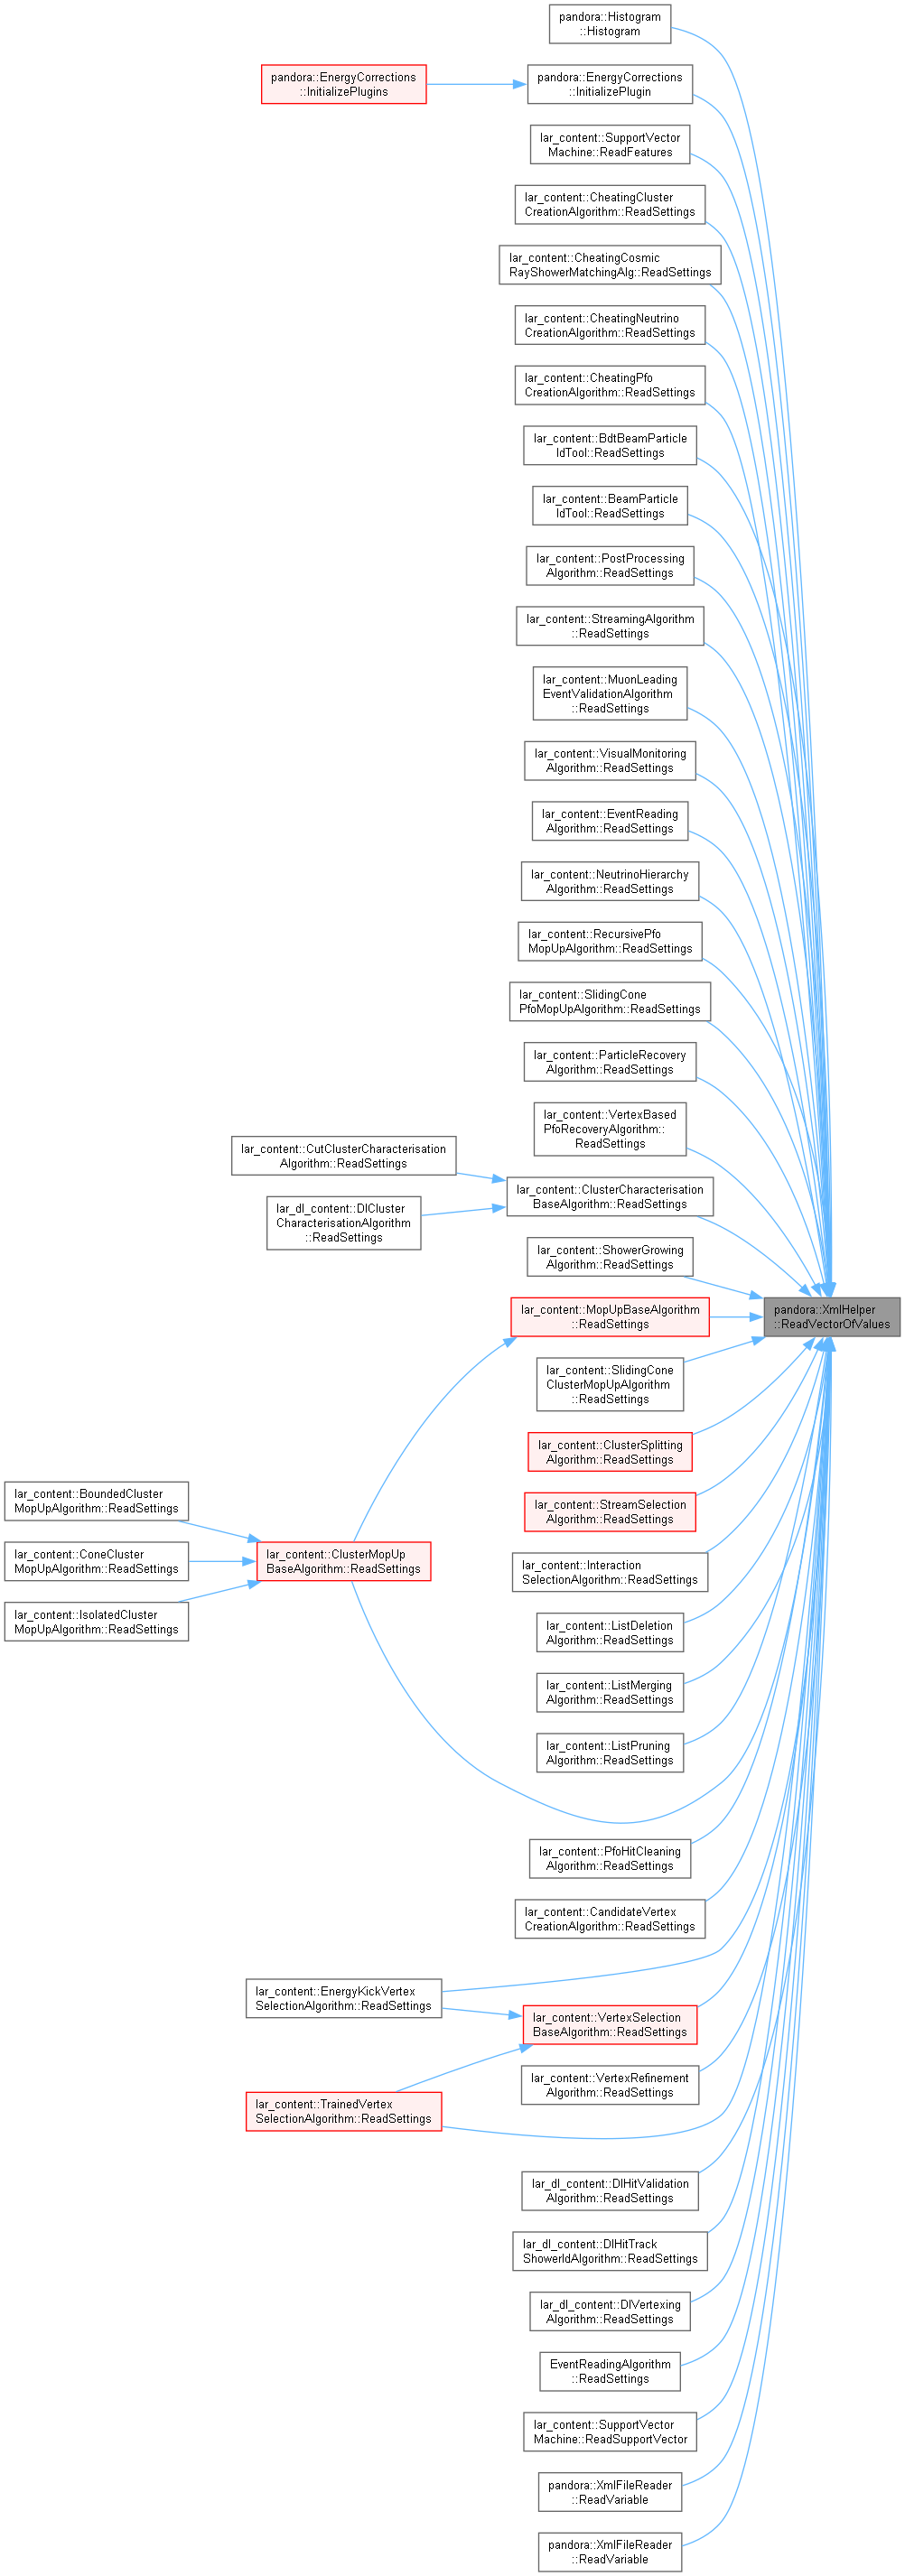 pandora::Histogram
::Histogram
pandora::EnergyCorrections
::InitializePlugins
pandora::EnergyCorrections
::InitializePlugin
lar_content::SupportVector
Machine::ReadFeatures
lar_content::CheatingCluster
CreationAlgorithm::ReadSettings
lar_content::CheatingCosmic
RayShowerMatchingAlg::ReadSettings
lar_content::CheatingNeutrino
CreationAlgorithm::ReadSettings
lar_content::CheatingPfo
CreationAlgorithm::ReadSettings
lar_content::BdtBeamParticle
IdTool::ReadSettings
lar_content::BeamParticle
IdTool::ReadSettings
lar_content::PostProcessing
Algorithm::ReadSettings
lar_content::StreamingAlgorithm
::ReadSettings
lar_content::MuonLeading
EventValidationAlgorithm
::ReadSettings
lar_content::VisualMonitoring
Algorithm::ReadSettings
lar_content::EventReading
Algorithm::ReadSettings
lar_content::NeutrinoHierarchy
Algorithm::ReadSettings
lar_content::RecursivePfo
MopUpAlgorithm::ReadSettings
lar_content::SlidingCone
PfoMopUpAlgorithm::ReadSettings
lar_content::ParticleRecovery
Algorithm::ReadSettings
lar_content::VertexBased
PfoRecoveryAlgorithm::
ReadSettings
lar_content::CutClusterCharacterisation
Algorithm::ReadSettings
lar_content::ClusterCharacterisation
BaseAlgorithm::ReadSettings
lar_dl_content::DlCluster
CharacterisationAlgorithm
::ReadSettings
lar_content::ShowerGrowing
Algorithm::ReadSettings
lar_content::MopUpBaseAlgorithm
::ReadSettings
pandora::XmlHelper
::ReadVectorOfValues
lar_content::SlidingCone
ClusterMopUpAlgorithm
::ReadSettings
lar_content::ClusterSplitting
Algorithm::ReadSettings
lar_content::StreamSelection
Algorithm::ReadSettings
lar_content::BoundedCluster
MopUpAlgorithm::ReadSettings
lar_content::ConeCluster
MopUpAlgorithm::ReadSettings
lar_content::IsolatedCluster
MopUpAlgorithm::ReadSettings
lar_content::ClusterMopUp
BaseAlgorithm::ReadSettings
lar_content::Interaction
SelectionAlgorithm::ReadSettings
lar_content::ListDeletion
Algorithm::ReadSettings
lar_content::ListMerging
Algorithm::ReadSettings
lar_content::ListPruning
Algorithm::ReadSettings
lar_content::PfoHitCleaning
Algorithm::ReadSettings
lar_content::CandidateVertex
CreationAlgorithm::ReadSettings
lar_content::EnergyKickVertex
SelectionAlgorithm::ReadSettings
lar_content::VertexSelection
BaseAlgorithm::ReadSettings
lar_content::VertexRefinement
Algorithm::ReadSettings
lar_content::TrainedVertex
SelectionAlgorithm::ReadSettings
lar_dl_content::DlHitValidation
Algorithm::ReadSettings
lar_dl_content::DlHitTrack
ShowerIdAlgorithm::ReadSettings
lar_dl_content::DlVertexing
Algorithm::ReadSettings
EventReadingAlgorithm
::ReadSettings
lar_content::SupportVector
Machine::ReadSupportVector
pandora::XmlFileReader
::ReadVariable
pandora::XmlFileReader
::ReadVariable